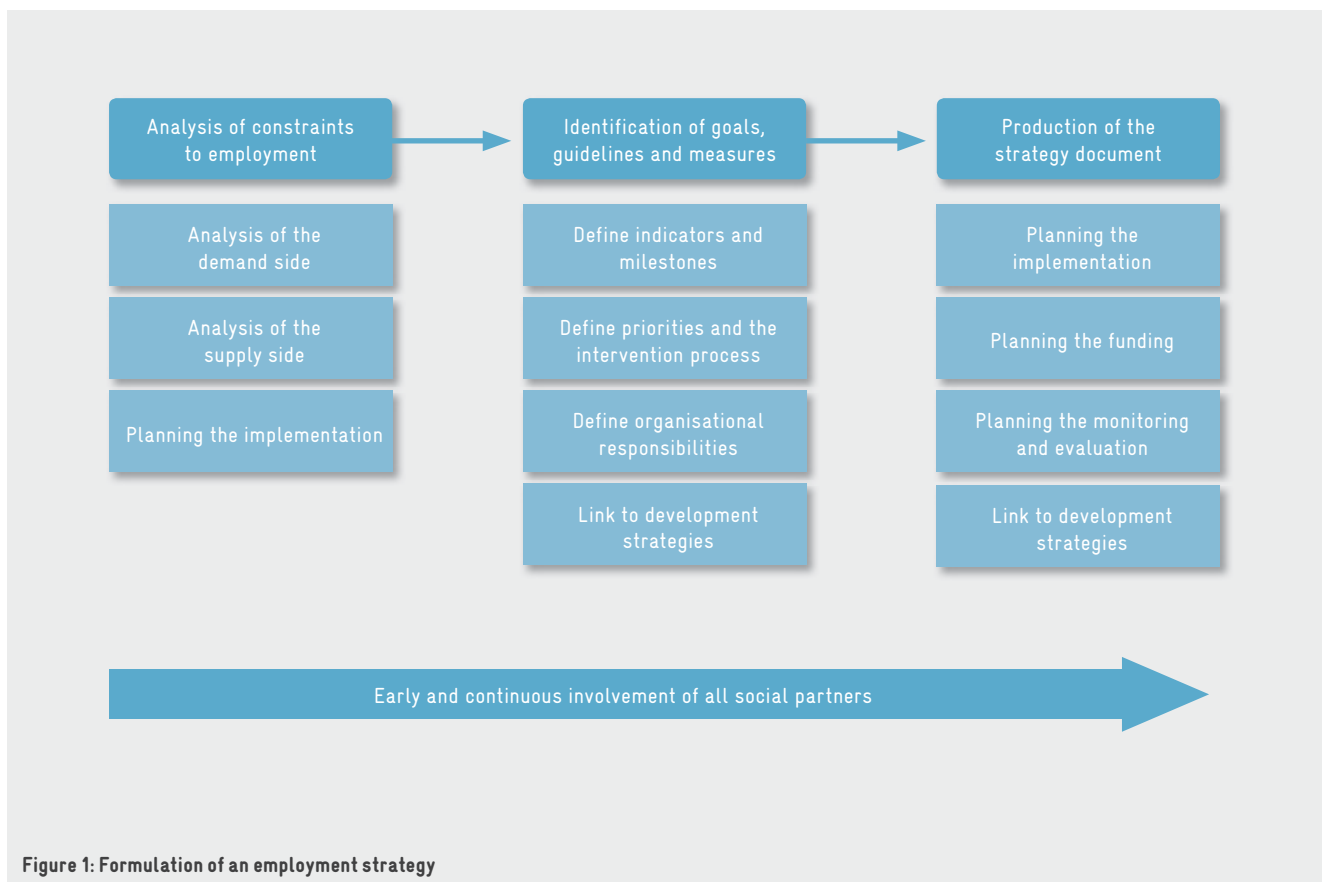 Analysis of constraints
to employment
Analysis of the
demand side
Analysis of the
supply side
Planning the implementation
Identification of goals,
guidelines and measures
Define indicators and
milestones
Define priorities and the
intervention process
Define organisational
responsibilities
Link to development
strategies
Production of the
strategy document
Planning the
implementation
Planning the funding
Planning the monitoring
and evaluation
Link to development
strategies
Early and continuous involvement of all social partners
Figure 1: Formulation of an employment strategy